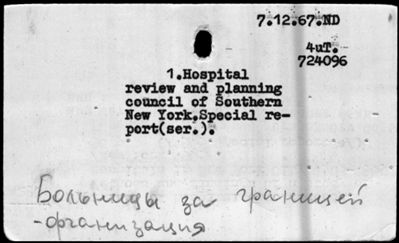 7.12.67.ND
4uT.
724096
1.Hospital
review and planning
council of Southern
New York.Special re-
port(ser.).
Больницы за границей
-организация